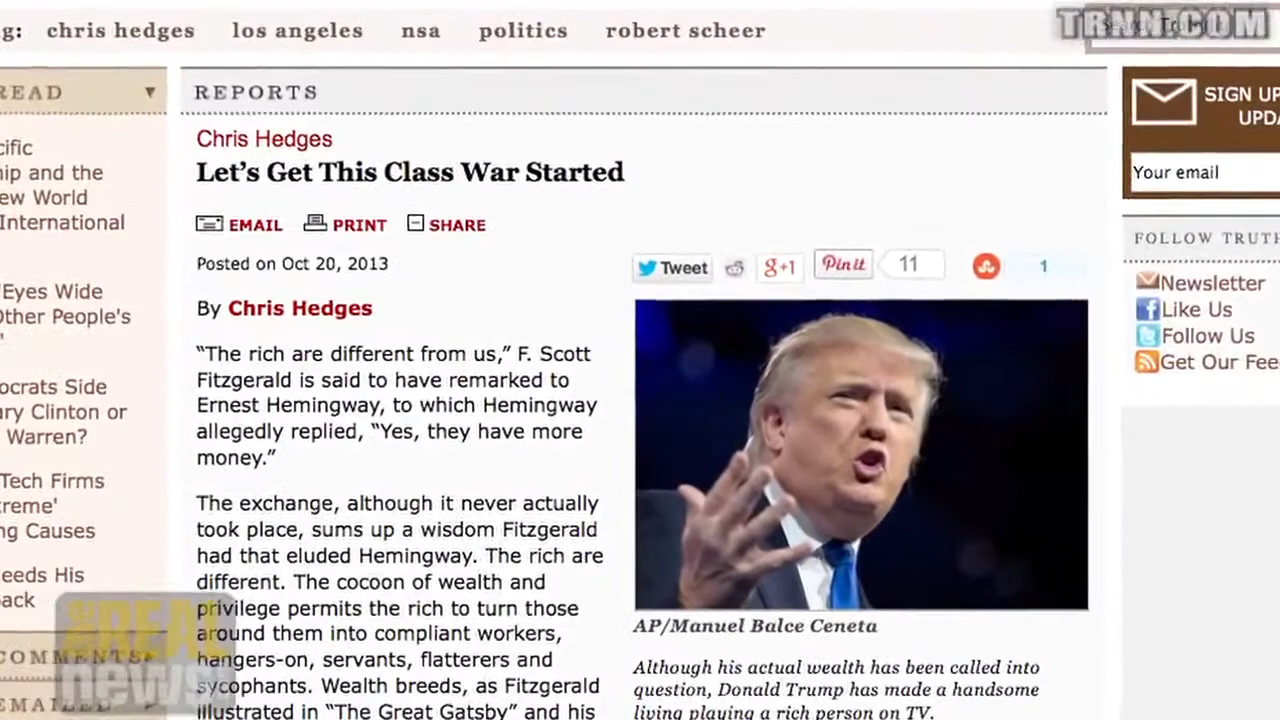 g: chris hedges los angeles nsa politics robert scheer
TRNN.COM
READ
REPORTS
SIGN UP
UPDA
Your email
cific
hip and the
ew World
International
'Eyes Wide
Other People's
'
ocrats Side
ary Clinton or
Warren?
Tech Firms
treme'
ng Causes
eeds His
ack
COMMENTS
EMAILED
Chris Hedges
Let's Get This Class War Started
EMAIL PRINT SHARE
Posted on Oct 20, 2013
Tweet g+1 Pin it 11 1
By Chris Hedges
“The rich are different from us,” F. Scott
Fitzgerald is said to have remarked to
Ernest Hemingway, to which Hemingway
allegedly replied, “Yes, they have more
money.”
The exchange, although it never actually
took place, sums up a wisdom Fitzgerald
had that eluded Hemingway. The rich are
different. The cocoon of wealth and
privilege permits the rich to turn those
around them into compliant workers,
hangers-on, servants, flatterers and
sycophants. Wealth breeds, as Fitzgerald
illustrated in “The Great Gatsby” and his
AP/Manuel Balce Ceneta
Although his actual wealth has been called into
question, Donald Trump has made a handsome
living playing a rich person on TV.
FOLLOW TRUTH
Newsletter
Like Us
Follow Us
Get Our Fee
THE REAL
news